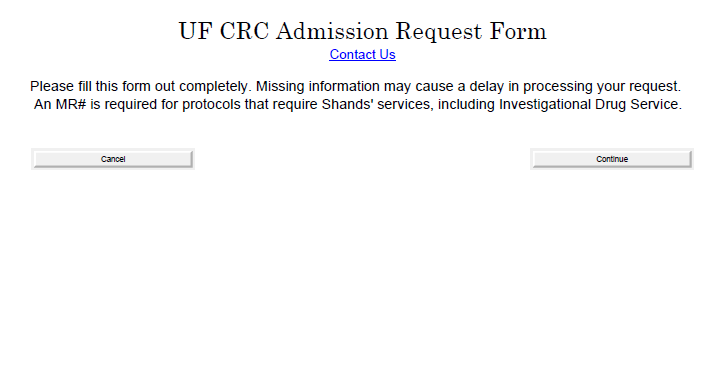 UF CRC Admission Request Form
Contact Us
Please fill this form out completely. Missing information may cause a delay in processing your request.
An MR# is required for protocols that require Shands' services, including Investigational Drug Service.
Cancel
Continue